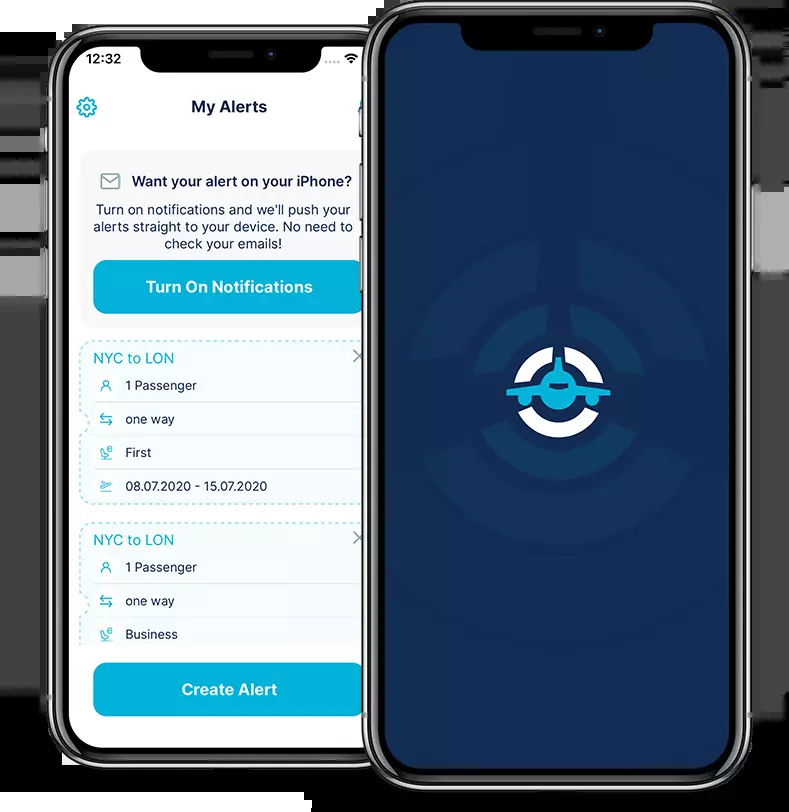 12:32
My Alerts
Want your alert on your iPhone?
Turn on notifications and we'll push your
alerts straight to your device. No need to
check your emails!
Turn On Notifications
NYC to LON
1 Passenger
one way
First
08.07.2020 - 15.07.2020
NYC to LON
1 Passenger
one way
Business
Create Alert